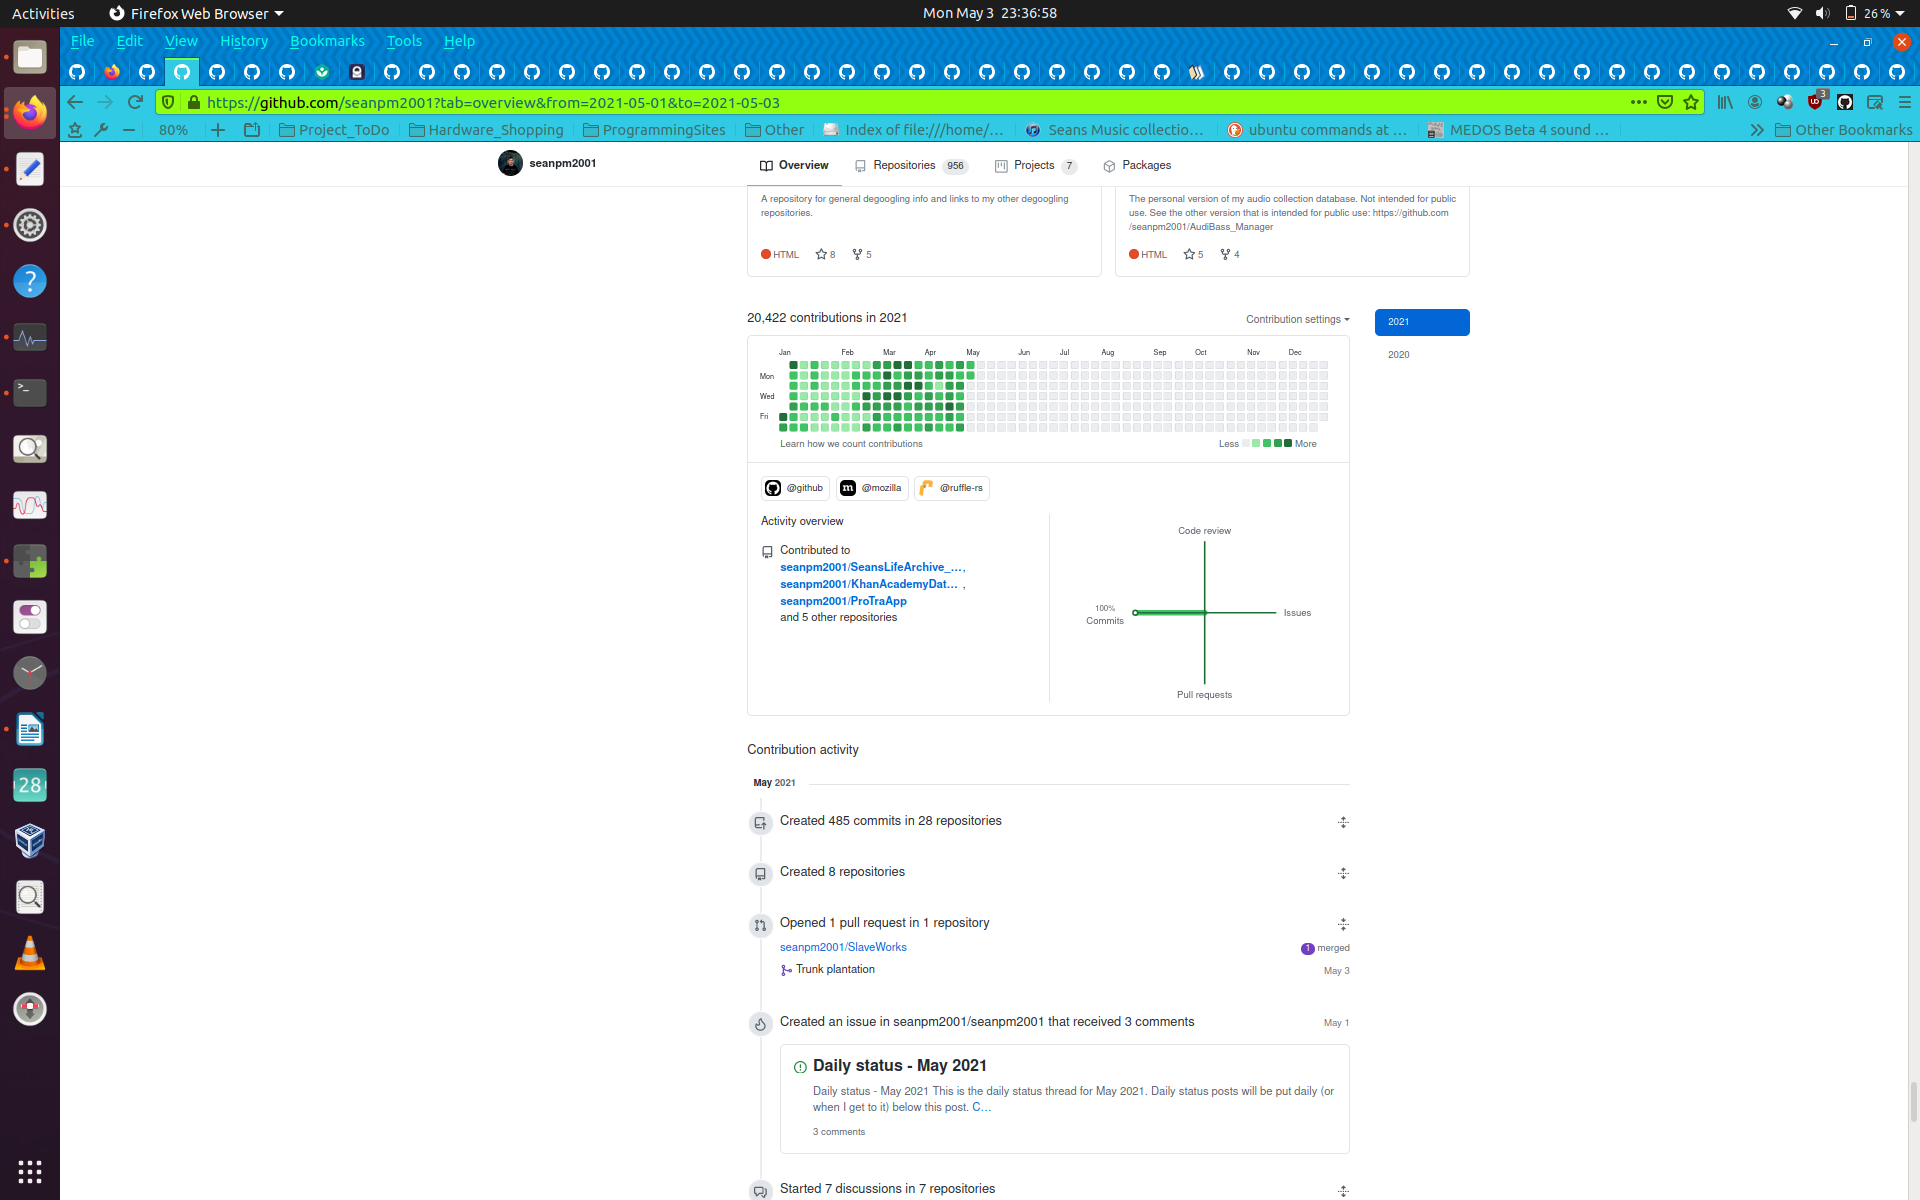 Activities
Firefox Web Browser
Mon May 3 23:36:58
26 %
File Edit View History Bookmarks Tools Help
https://github.com/seanpm2001?tab=overview&from=2021-05-01&to=2021-05-03
3
80%
Project_ToDo
Hardware_Shopping
ProgrammingSites
Other
Index of file:///home/...
Seans Music collectio...
ubuntu commands at ...
MEDOS Beta 4 sound ...
Other Bookmarks
seanpm2001
Overview
Repositories 956
Projects 7
Packages
A repository for general degoogling info and links to my other degoogling
repositories.
HTML 8 5
The personal version of my audio collection database. Not intended for public
use. See the other version that is intended for public use: https://github.com
/seanpm2001/AudiBass_Manager
HTML 5 4
20,422 contributions in 2021
Contribution settings
2021
2020
Jan Feb Mar Apr May Jun Jul Aug Sep Oct Nov Dec
Mon
Wed
Fri
Learn how we count contributions
Less More
@github
m @mozilla
@ruffle-rs
Activity overview
Contributed to
seanpm2001/SeansLifeArchive_...,
seanpm2001/KhanAcademyDat... ,
seanpm2001/ProTraApp
and 5 other repositories
Code review
100%
Commits
Issues
Pull requests
Contribution activity
May 2021
Created 485 commits in 28 repositories
Created 8 repositories
Opened 1 pull request in 1 repository
seanpm2001/SlaveWorks
1 merged
Trunk plantation
May 3
Created an issue in seanpm2001/seanpm2001 that received 3 comments
May 1
Daily status - May 2021
Daily status - May 2021 This is the daily status thread for May 2021. Daily status posts will be put daily (or
when I get to it) below this post. C...
3 comments
Started 7 discussions in 7 repositories
28